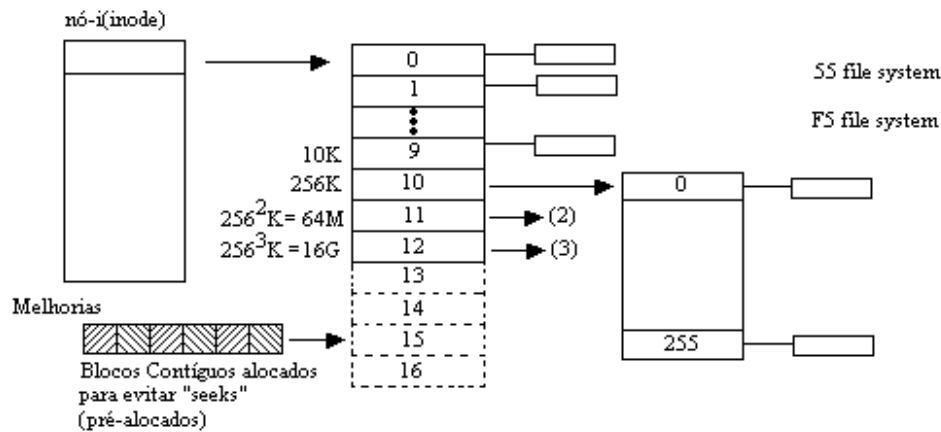 nó-i(inode)
0
1
9
10K
256K
10
256²K = 64M
11
(2)
256³K =16G
12
(3)
13
14
15
16
0
255
55 file system
F5 file system
Melhorias
Blocos Contíguos alocados
para evitar "seeks"
(pré-alocados)